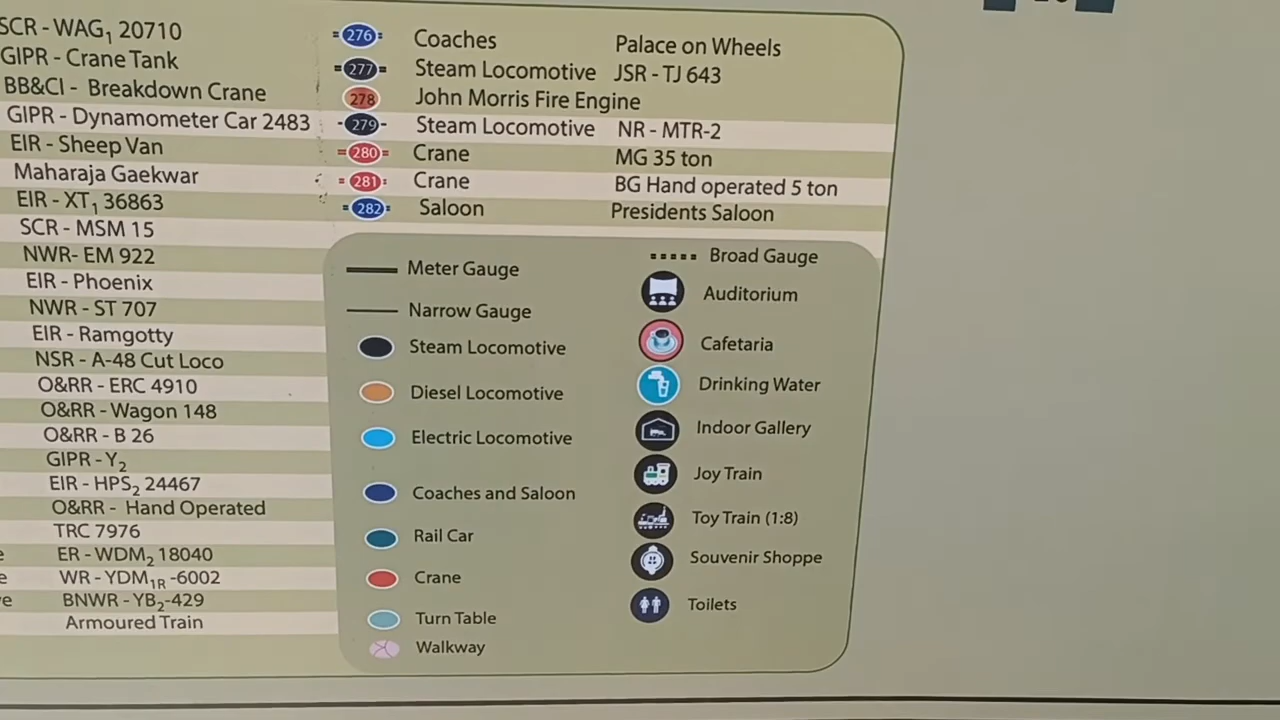 SCR - WAG1 20710
GIPR - Crane Tank
BB&CI - Breakdown Crane
GIPR - Dynamometer Car 2483
EIR - Sheep Van
Maharaja Gaekwar
EIR - XT1 36863
SCR - MSM 15
NWR- EM 922
EIR - Phoenix
NWR - ST 707
EIR - Ramgotty
NSR - A-48 Cut Loco
O&RR - ERC 4910
O&RR - Wagon 148
O&RR - B 26
GIPR - Y2
EIR - HPS2 24467
O&RR - Hand Operated
TRC 7976
ER - WDM2 18040
WR - YDM1R -6002
BNWR - YB2-429
Armoured Train
276 Coaches Palace on Wheels
277 Steam Locomotive JSR - TJ 643
278 John Morris Fire Engine
279 Steam Locomotive NR - MTR-2
280 Crane MG 35 ton
281 Crane BG Hand operated 5 ton
282 Saloon Presidents Saloon
Meter Gauge
Narrow Gauge
Steam Locomotive
Diesel Locomotive
Electric Locomotive
Coaches and Saloon
Rail Car
Crane
Turn Table
Walkway
Broad Gauge
Auditorium
Cafetaria
Drinking Water
Indoor Gallery
Joy Train
Toy Train (1:8)
Souvenir Shoppe
Toilets